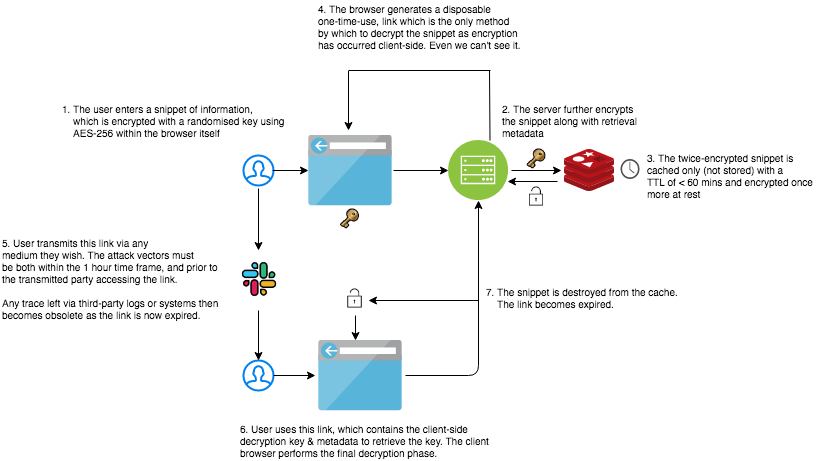 4. The browser generates a disposable
one-time-use, link which is the only method
by which to decrypt the snippet as encryption
has occurred client-side. Even we can't see it.
1. The user enters a snippet of information,
which is encrypted with a randomised key using
AES-256 within the browser itself
2. The server further encrypts
the snippet along with retrieval
metadata
3. The twice-encrypted snippet is
cached only (not stored) with a
TTL of < 60 mins and encrypted once
more at rest
5. User transmits this link via any
medium they wish. The attack vectors must
be both within the 1 hour time frame, and prior to
the transmitted party accessing the link.
Any trace left via third-party logs or systems then
becomes obsolete as the link is now expired.
7. The snippet is destroyed from the cache.
The link becomes expired.
6. User uses this link, which contains the client-side
decryption key & metadata to retrieve the key. The client
browser performs the final decryption phase.